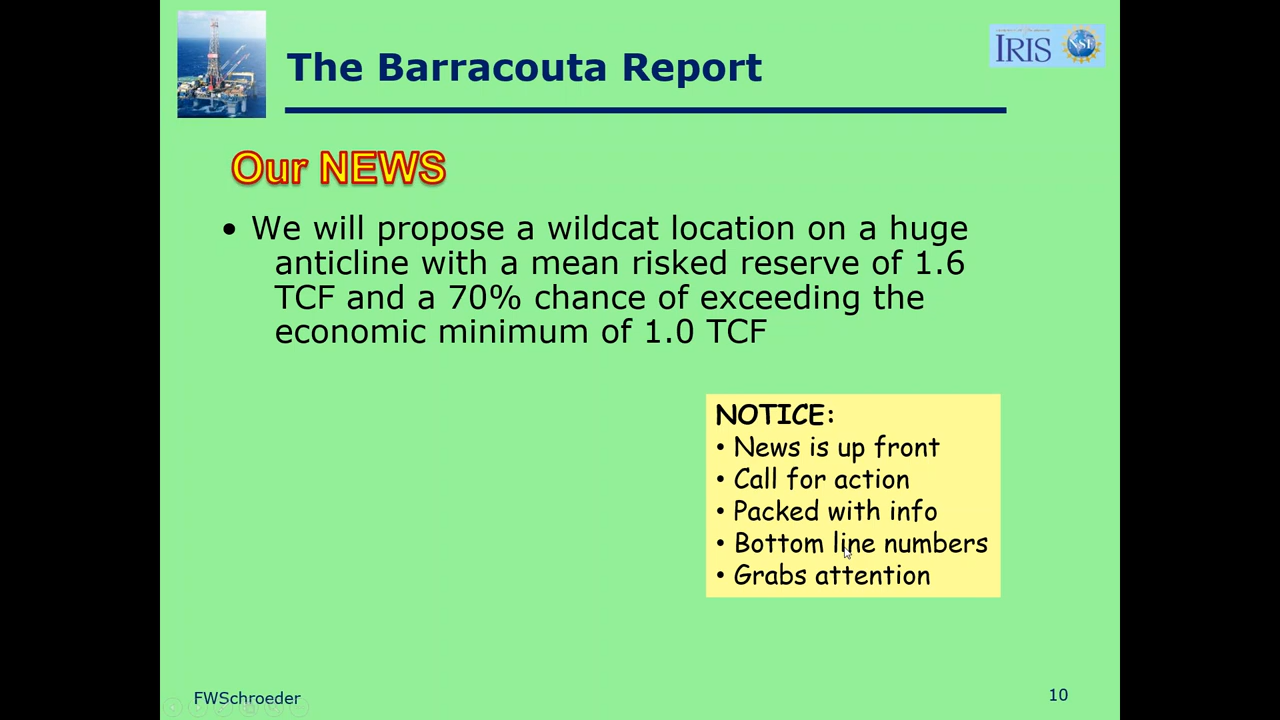 The Barracouta Report
IRIS
NSF
Our NEWS
• We will propose a wildcat location on a huge
anticline with a mean risked reserve of 1.6
TCF and a 70% chance of exceeding the
economic minimum of 1.0 TCF
NOTICE:
• News is up front
• Call for action
• Packed with info
• Bottom line numbers
• Grabs attention
FWSchroeder
10